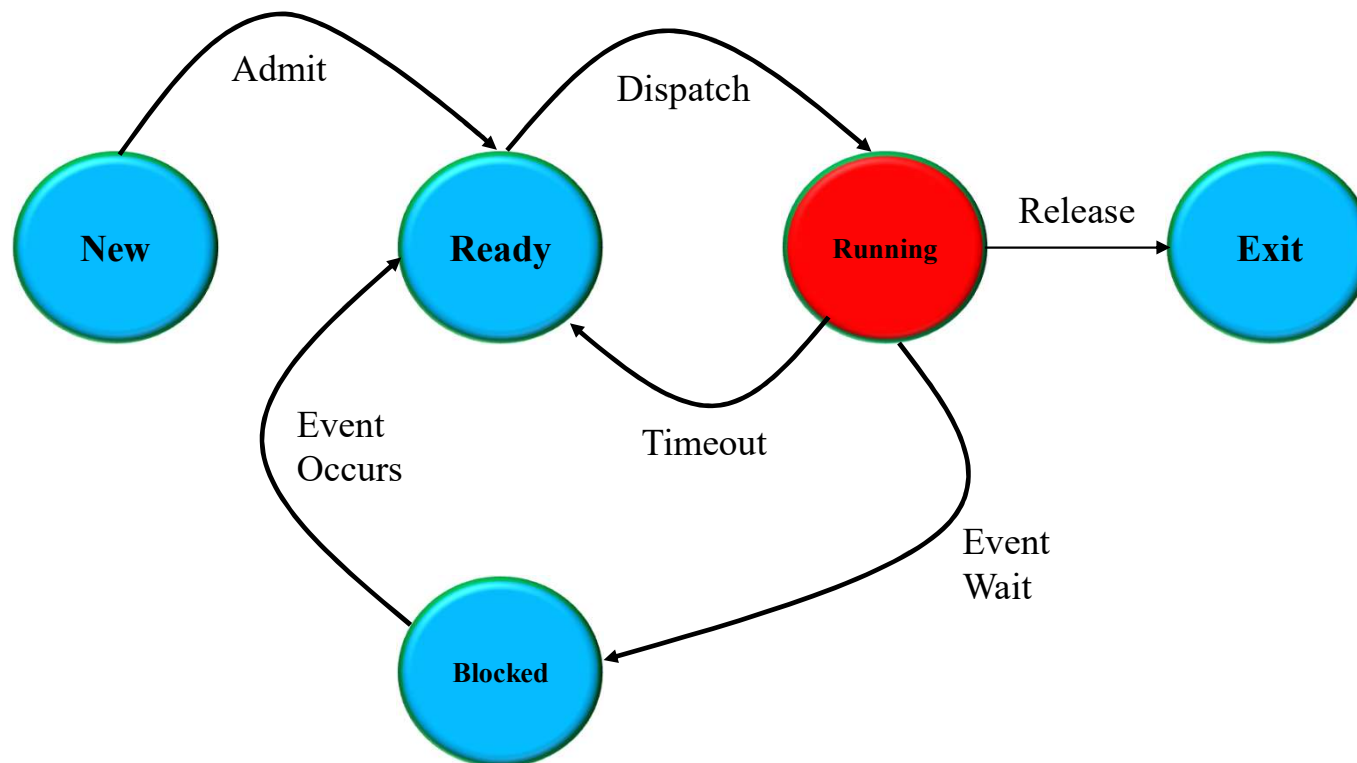 Admit
Dispatch
New
Ready
Running
Release
Exit
Event
Occurs
Timeout
Event
Wait
Blocked